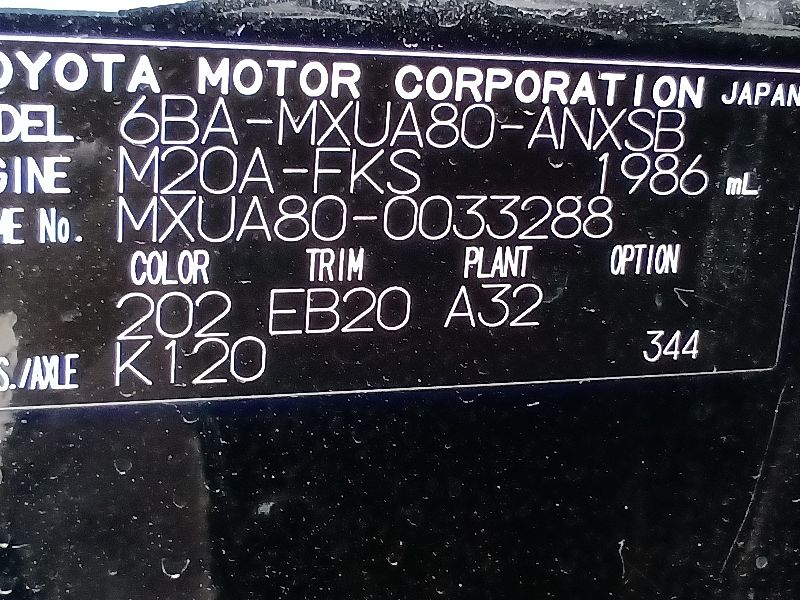 OYOTA MOTOR CORPORATION JAPAN
DEL 6BA-MXUA80-ANXSB
GINE M20A-FKS 1986 mL
ME No. MXUA80-0033288
COLOR TRIM PLANT OPTION
202 EB20 A32
S./AXLE K120 344